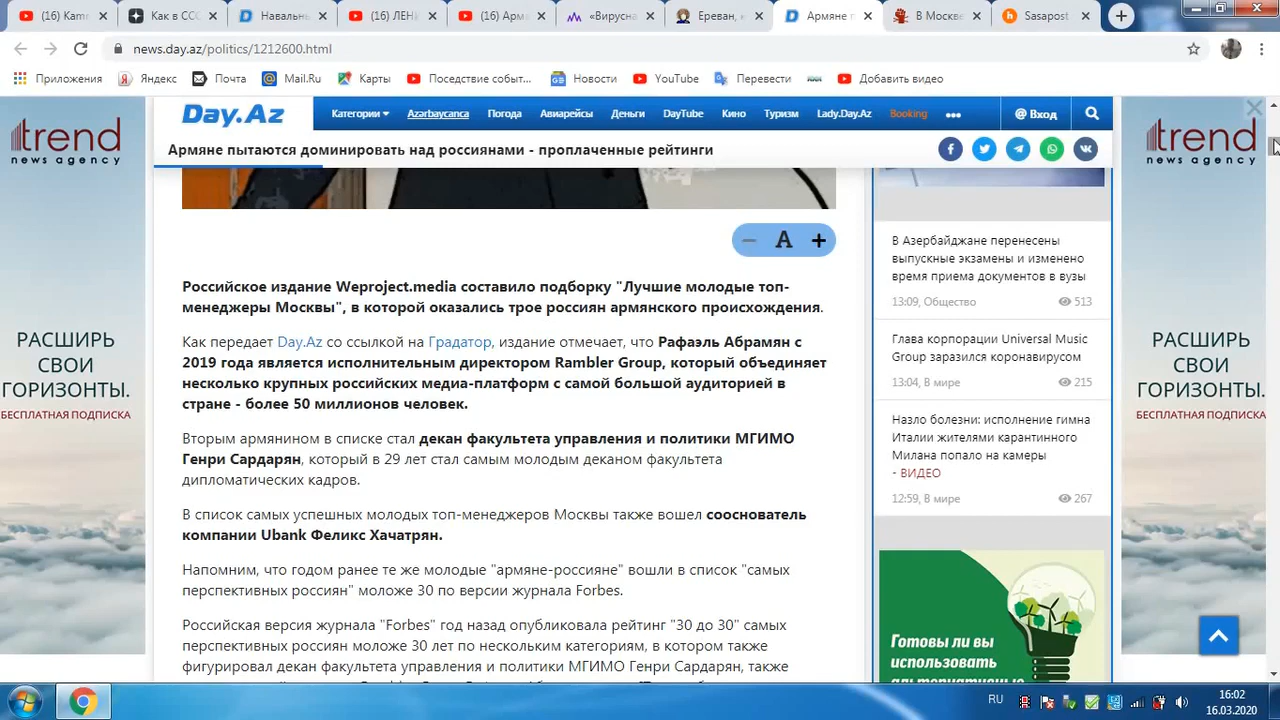 (16) Kamr
Как в ССС
Навальнь
(16) ЛЕН
(16) Арм
«Вирусна
Ереван,
Армяне п
В Москве
Sasapost
news.day.az/politics/1212600.html
Приложения
Яндекс
Почта
Mail.Ru
Карты
Поседствие событ...
Новости
YouTube
Перевести
Добавить видео
trend
news agency
РАСШИРЬ
СВОИ
ГОРИЗОНТЫ.
БЕСПЛАТНАЯ ПОДПИСКА
Day.Az
Категории
Azərbaycanca
Погода
Авиарейсы
Деньги
DayTube
Кино
Туризм
Lady.Day.Az
Booking
Вход
Армяне пытаются доминировать над россиянами - проплаченные рейтинги
− A +
Российское издание Weproject.media составило подборку "Лучшие молодые топ-
менеджеры Москвы", в которой оказались трое россиян армянского происхождения.
Как передает Day.Az со ссылкой на Градатор, издание отмечает, что Рафаэль Абрамян с
2019 года является исполнительным директором Rambler Group, который объединяет
несколько крупных российских медиа-платформ с самой большой аудиторией в
стране - более 50 миллионов человек.
Вторым армянином в списке стал декан факультета управления и политики МГИМО
Генри Сардарян, который в 29 лет стал самым молодым деканом факультета
дипломатических кадров.
В список самых успешных молодых топ-менеджеров Москвы также вошел сооснователь
компании Ubank Феликс Хачатрян.
Напомним, что годом ранее те же молодые "армяне-россияне" вошли в список "самых
перспективных россиян" моложе 30 по версии журнала Forbes.
Российская версия журнала "Forbes" год назад опубликовала рейтинг "30 до 30" самых
перспективных россиян моложе 30 лет по нескольким категориям, в котором также
фигурировал декан факультета управления и политики МГИМО Генри Сардарян, также
В Азербайджане перенесены
выпускные экзамены и изменено
время приема документов в вузы
13:09, Общество
513
Глава корпорации Universal Music
Group заразился коронавирусом
13:04, В мире
215
Назло болезни: исполнение гимна
Италии жителями карантинного
Милана попало на камеры
- ВИДЕО
12:59, В мире
267
Готовы ли вы
использовать
альтернативные
trend
news agency
РАСШИРЬ
СВОИ
ГОРИЗОНТЫ.
БЕСПЛАТНАЯ ПОДПИСКА
RU
16:02
16.03.2020